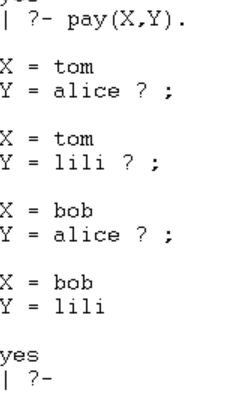 | ?- pay(X,Y).
X = tom
Y = alice ? ;
X = tom
Y = lili ? ;
X = bob
Y = alice ? ;
X = bob
Y = lili
yes
| ?-